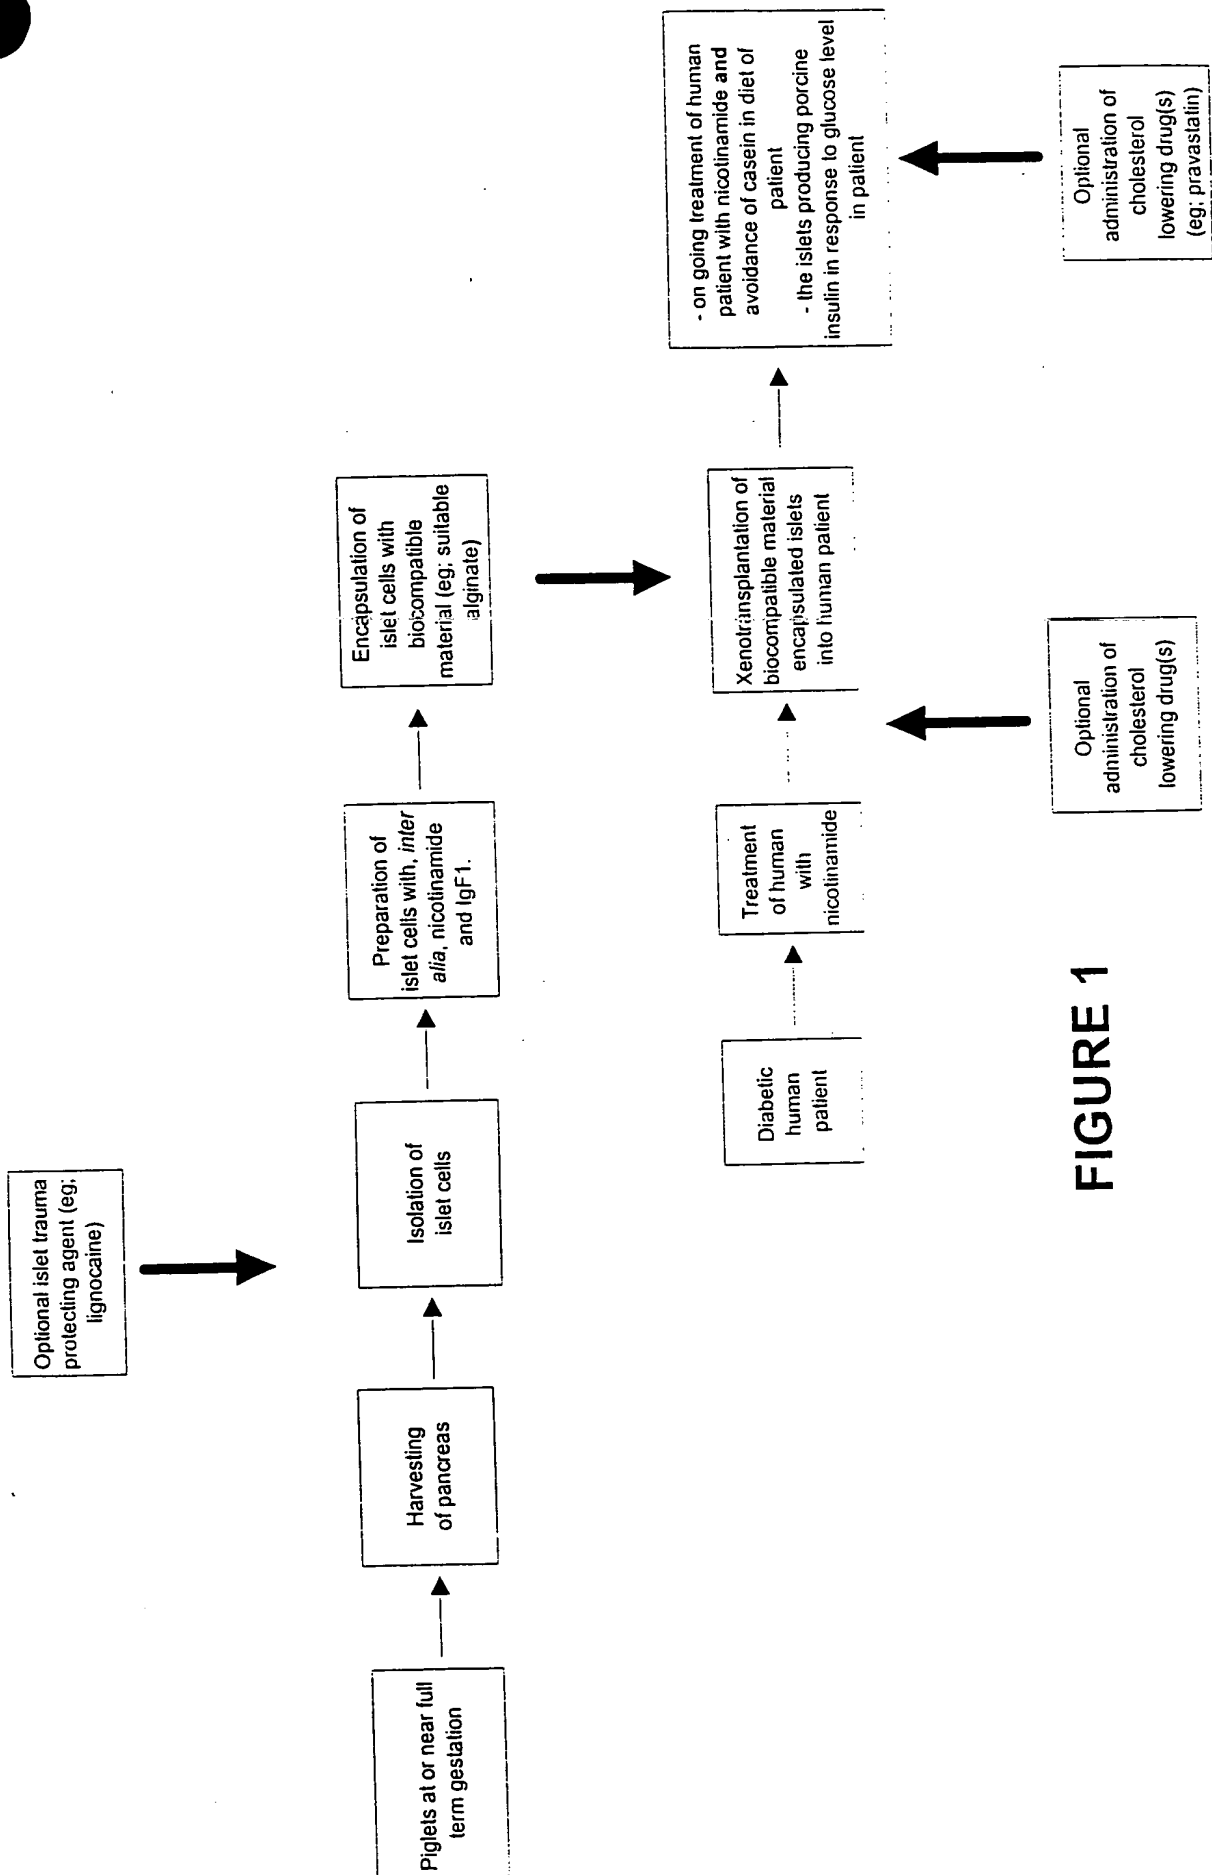 Optional islet trauma
protecting agent (eg;
lignocaine)
Piglets at or near full
term gestation
Harvesting
of pancreas
Isolation of
islet cells
Preparation of
islet cells with, inter
alia, nicotinamide
and IgF1.
Encapsulation of
islet cells with
biocompatible
material (eg; suitable
alginate)
Diabetic
human
patient
Treatment
of human
with
nicotinamide
Xenotransplantation of
biocompatible material
encapsulated islets
into human patient
- on going treatment of human
patient with nicotinamide and
avoidance of casein in diet of
patient
- the islets producing porcine
insulin in response to glucose level
in patient
Optional
administration of
cholesterol
lowering drug(s)
Optional
administration of
cholesterol
lowering drug(s)
(eg; pravastatin)
FIGURE 1